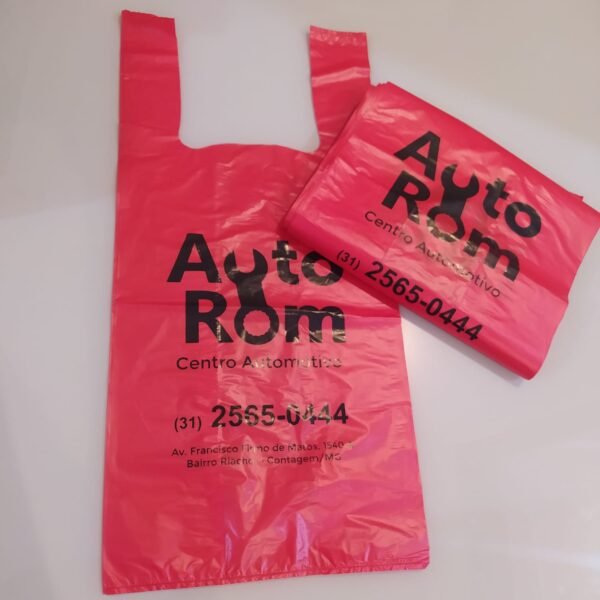 Auto
Rom
Centro Automotivo
(31) 2565-0444
Av. Francisco Firmo de Matos, 1540
Bairro Riacho - Contagem/MG
Auto
Rom
Centro Automotivo
(31) 2565-0444